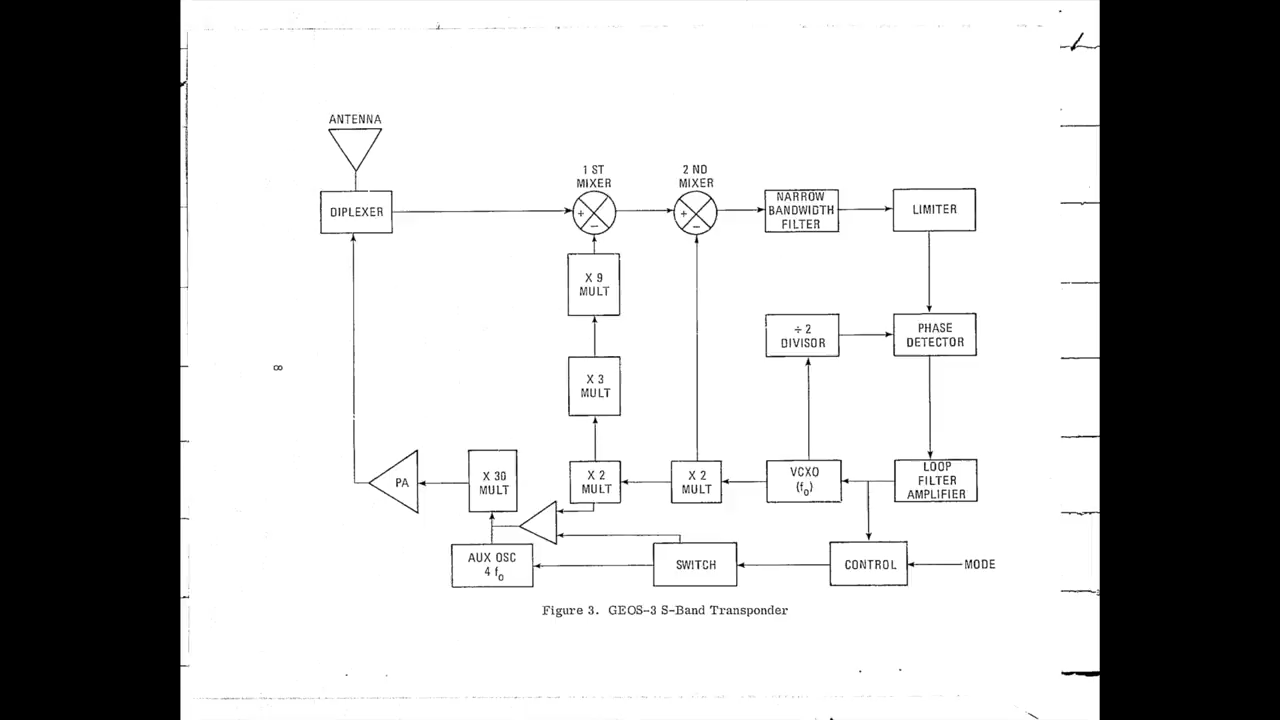 ANTENNA
1 ST
MIXER
2 ND
MIXER
DIPLEXER
+
−
+
−
NARROW
BANDWIDTH
FILTER
LIMITER
X 9
MULT
÷ 2
DIVISOR
PHASE
DETECTOR
8
X 3
MULT
PA
X 30
MULT
X 2
MULT
X 2
MULT
VCXO
(f₀)
LOOP
FILTER
AMPLIFIER
AUX OSC
4 f₀
SWITCH
CONTROL
MODE
Figure 3. GEOS-3 S-Band Transponder